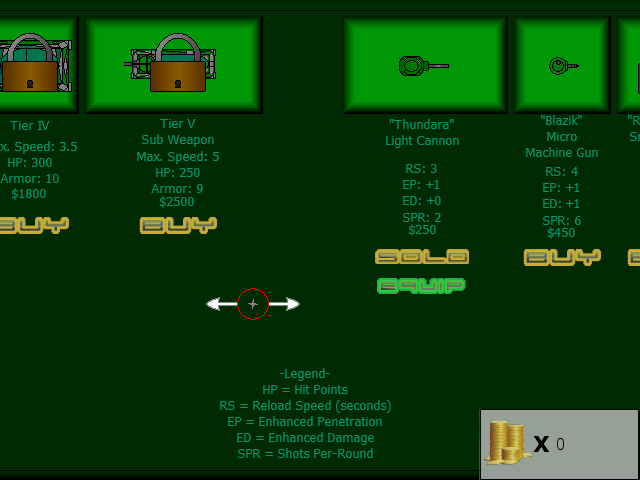 Tier IV
x. Speed: 3.5
HP: 300
Armor: 10
$1800
BUY
Tier V
Sub Weapon
Max. Speed: 5
HP: 250
Armor: 9
$2500
BUY
"Thundara"
Light Cannon
RS: 3
EP: +1
ED: +0
SPR: 2
$250
SOLD
EQUIP
"Blazik"
Micro
Machine Gun
RS: 4
EP: +1
ED: +1
SPR: 6
$450
BUY
-Legend-
HP = Hit Points
RS = Reload Speed (seconds)
EP = Enhanced Penetration
ED = Enhanced Damage
SPR = Shots Per-Round
X 0